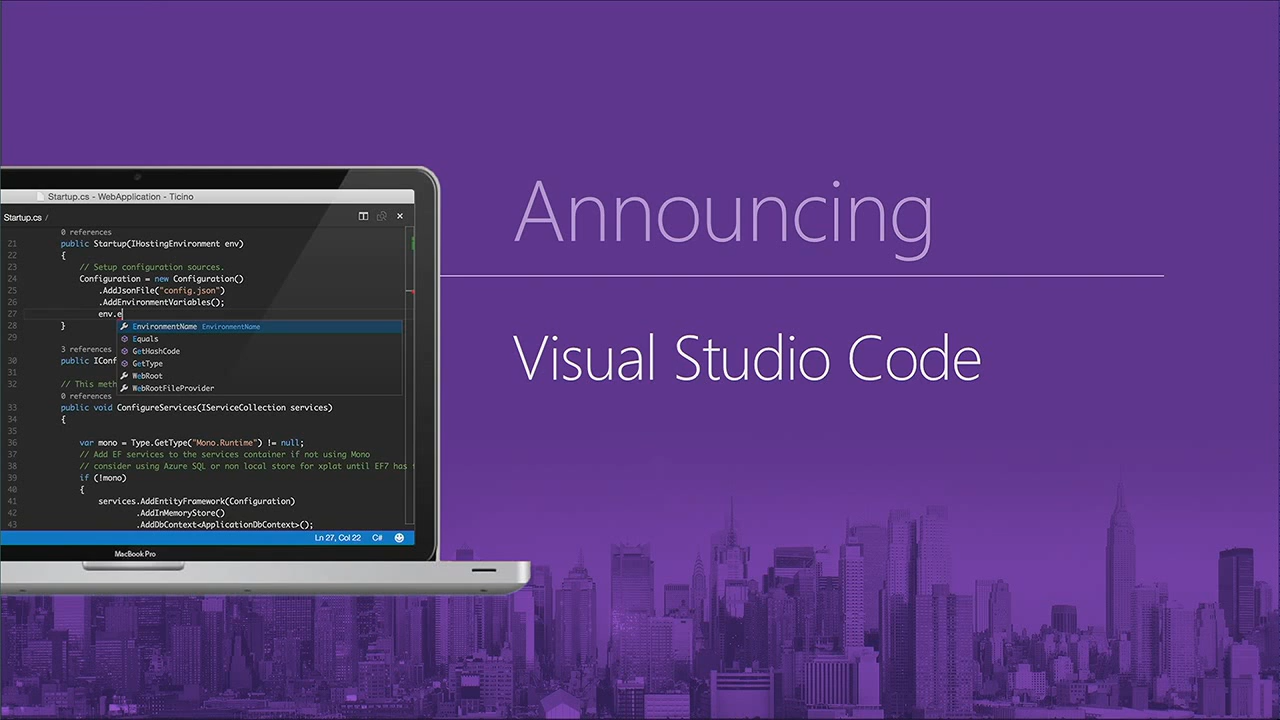 Announcing
Visual Studio Code
Startup.cs - WebApplication - Ticino
Startup.cs /
0 references
21 public Startup(IHostingEnvironment env)
22 {
23 // Setup configuration sources.
24 Configuration = new Configuration()
25 .AddJsonFile("config.json")
26 .AddEnvironmentVariables();
27 env.e
28 }
EnvironmentName EnvironmentName
29
Equals
GetHashCode
3 references
30 public IConf
GetType
31
WebRoot
32 // This meth
WebRootFileProvider
0 references
33 public void ConfigureServices(IServiceCollection services)
34 {
35
36 var mono = Type.GetType("Mono.Runtime") != null;
37 // Add EF services to the services container if not using Mono
38 // consider using Azure SQL or non local store for xplat until EF7 has
39 if (!mono)
40 {
41 services.AddEntityFramework(Configuration)
42 .AddInMemoryStore()
43 .AddDbContext<ApplicationDbContext>();
Ln 27, Col 22 C#
MacBook Pro